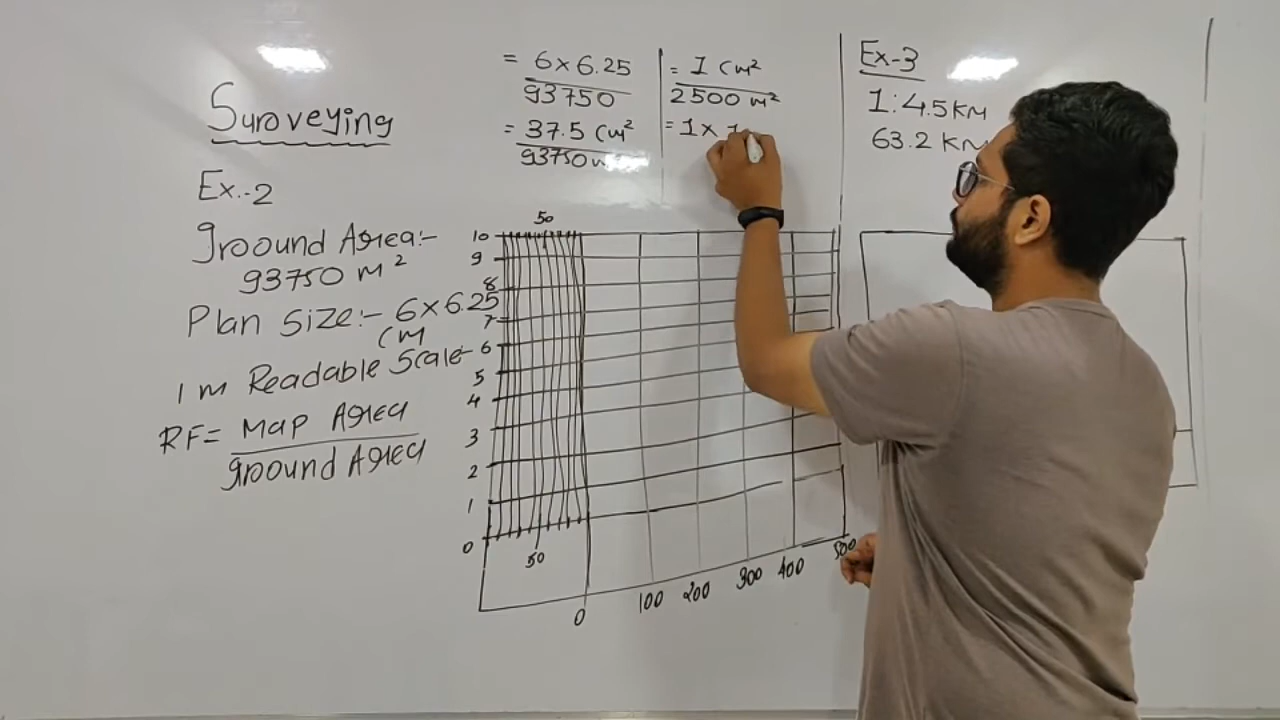 Suroveying
Ex.-2
Groound Area:-
93750 m²
Plan Size:- 6×6.25
CM
1 m Readable Scale-
RF= Map Area
Ground Area
= 6×6.25
93750
= 37.5 Cm²
93750 m
= 1 Cm²
2500 m²
= 1×1
Ex-3
1:4.5KM
63.2 KM
50
10
9
8
7
6
5
4
3
2
1
0
50
0
100 200 300 400 500